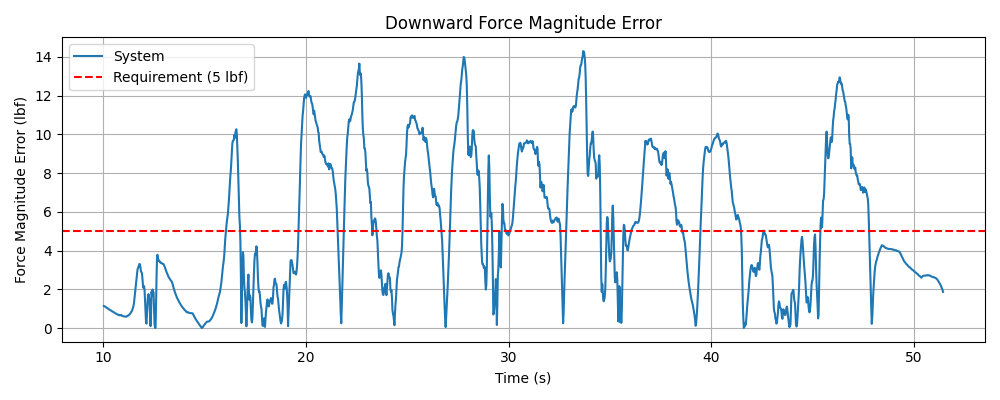 Downward Force Magnitude Error
System
Requirement (5 lbf)
Force Magnitude Error (lbf)
14
12
10
8
6
4
2
0
10 20 30 40 50
Time (s)